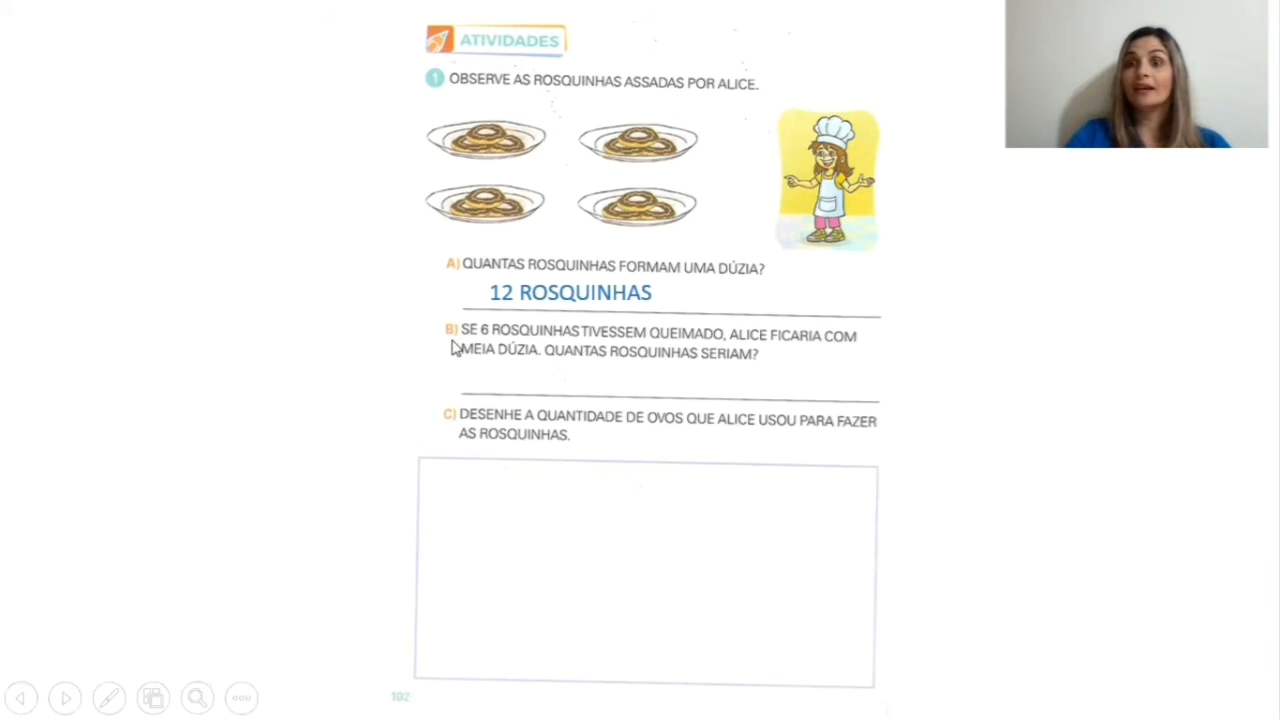 ATIVIDADES
1 OBSERVE AS ROSQUINHAS ASSADAS POR ALICE.
A) QUANTAS ROSQUINHAS FORMAM UMA DÚZIA?
12 ROSQUINHAS
B) SE 6 ROSQUINHAS TIVESSEM QUEIMADO, ALICE FICARIA COM
MEIA DÚZIA. QUANTAS ROSQUINHAS SERIAM?
C) DESENHE A QUANTIDADE DE OVOS QUE ALICE USOU PARA FAZER
AS ROSQUINHAS.
102